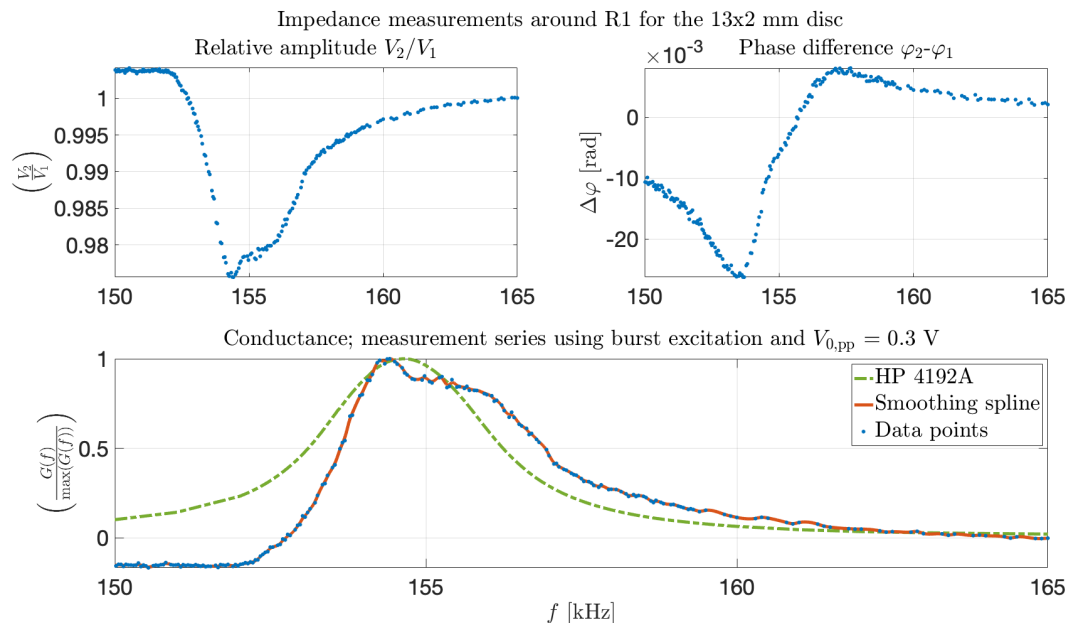 Impedance measurements around R1 for the 13x2 mm disc
Relative amplitude V₂/V₁
(V₂/V₁)
1
0.995
0.99
0.985
0.98
150 155 160 165
Phase difference φ₂-φ₁
×10⁻³
Δφ [rad]
0
-10
-20
150 155 160 165
Conductance; measurement series using burst excitation and V₀,pp = 0.3 V
(G(f)/max(G(f)))
1
0.5
0
HP 4192A
Smoothing spline
Data points
150 155 160 165
f [kHz]